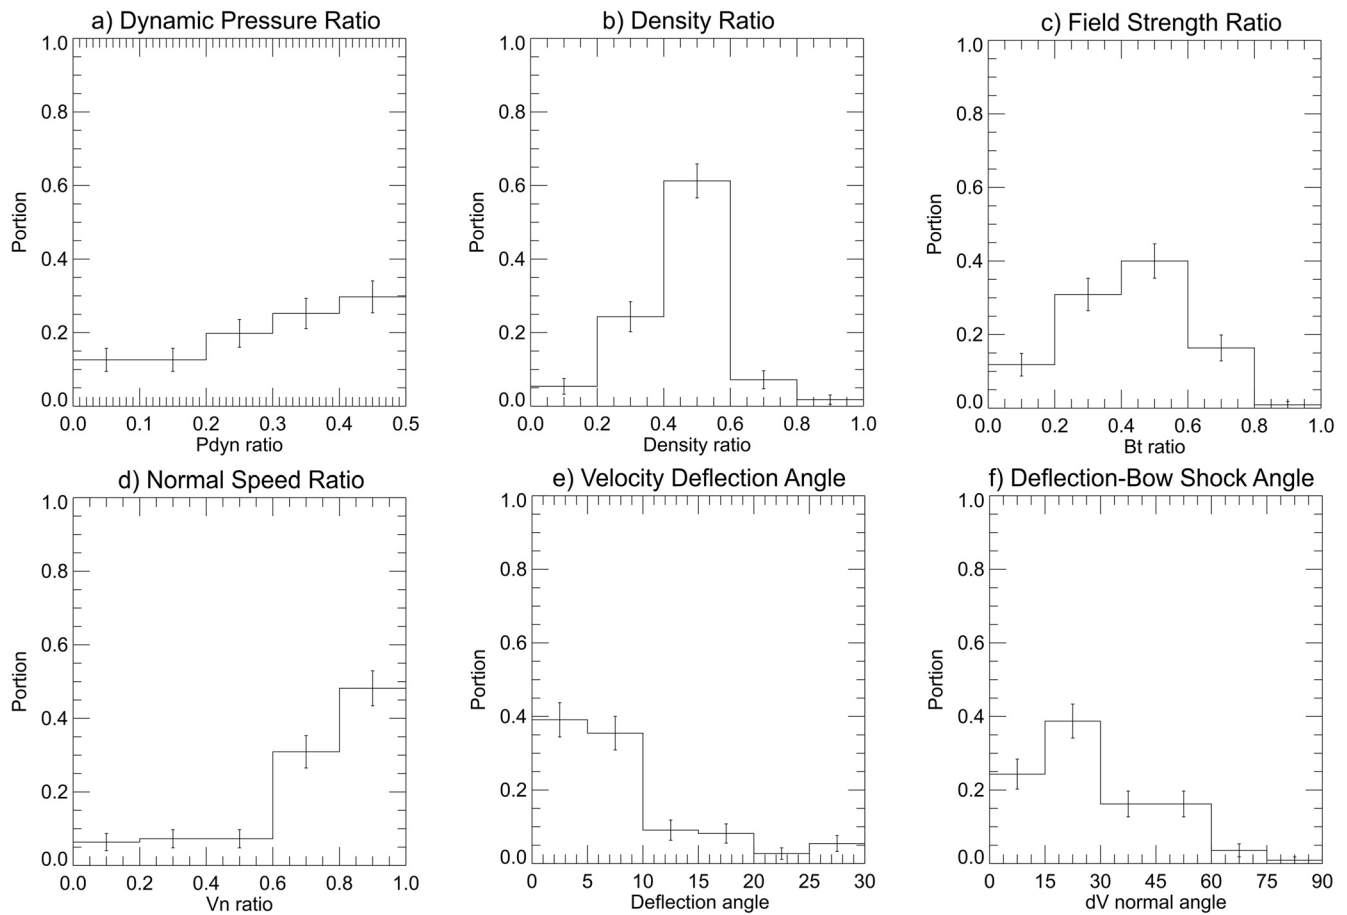 a) Dynamic Pressure Ratio
1.0
0.8
0.6
0.4
0.2
0.0
Portion
0.0 0.1 0.2 0.3 0.4 0.5
Pdyn ratio
b) Density Ratio
1.0
0.8
0.6
0.4
0.2
0.0
Portion
0.0 0.2 0.4 0.6 0.8 1.0
Density ratio
c) Field Strength Ratio
1.0
0.8
0.6
0.4
0.2
0.0
Portion
0.0 0.2 0.4 0.6 0.8 1.0
Bt ratio
d) Normal Speed Ratio
1.0
0.8
0.6
0.4
0.2
0.0
Portion
0.0 0.2 0.4 0.6 0.8 1.0
Vn ratio
e) Velocity Deflection Angle
1.0
0.8
0.6
0.4
0.2
0.0
Portion
0 5 10 15 20 25 30
Deflection angle
f) Deflection-Bow Shock Angle
1.0
0.8
0.6
0.4
0.2
0.0
Portion
0 15 30 45 60 75 90
dV normal angle